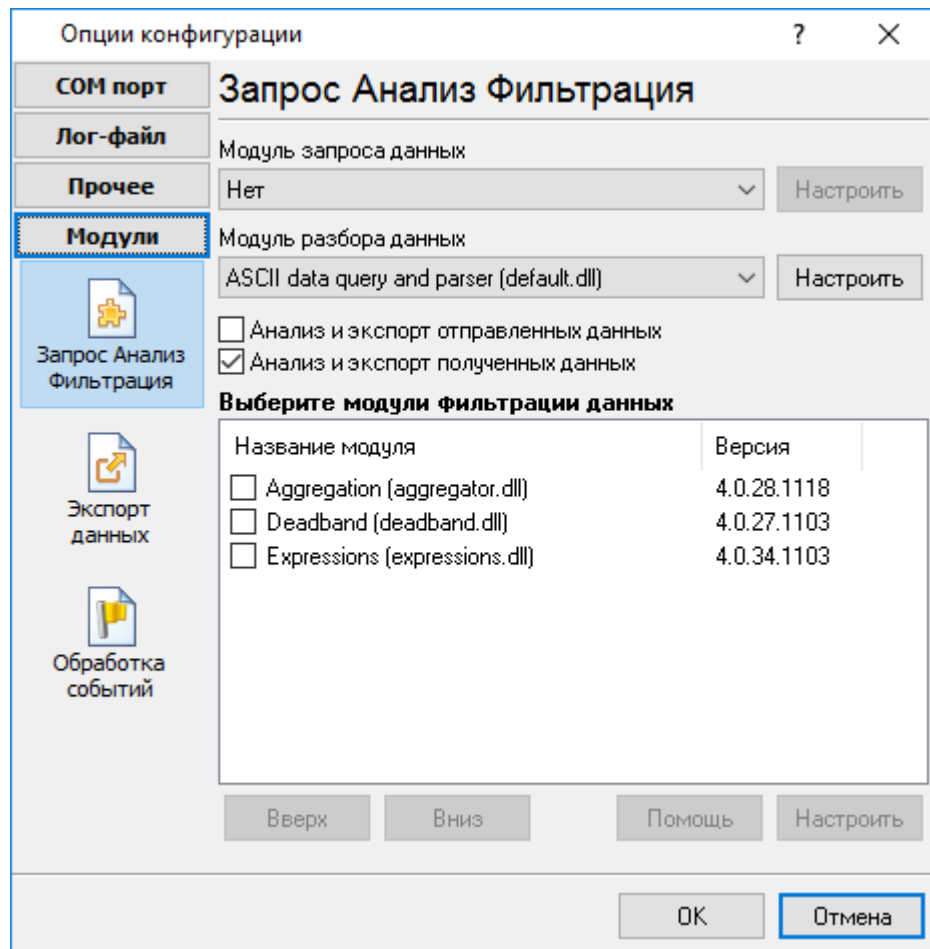 Опции конфигурации ?
COM порт
Лог-файл
Прочее
Модули
Запрос Анализ
Фильтрация
Экспорт
данных
Обработка
событий
Запрос Анализ Фильтрация
Модуль запроса данных
Нет Настроить
Модуль разбора данных
ASCII data query and parser (default.dll) Настроить
Анализ и экспорт отправленных данных
Анализ и экспорт полученных данных
Выберите модули фильтрации данных
Название модуля Версия
Aggregation (aggregator.dll) 4.0.28.1118
Deadband (deadband.dll) 4.0.27.1103
Expressions (expressions.dll) 4.0.34.1103
Вверх Вниз Помощь Настроить
OK Отмена